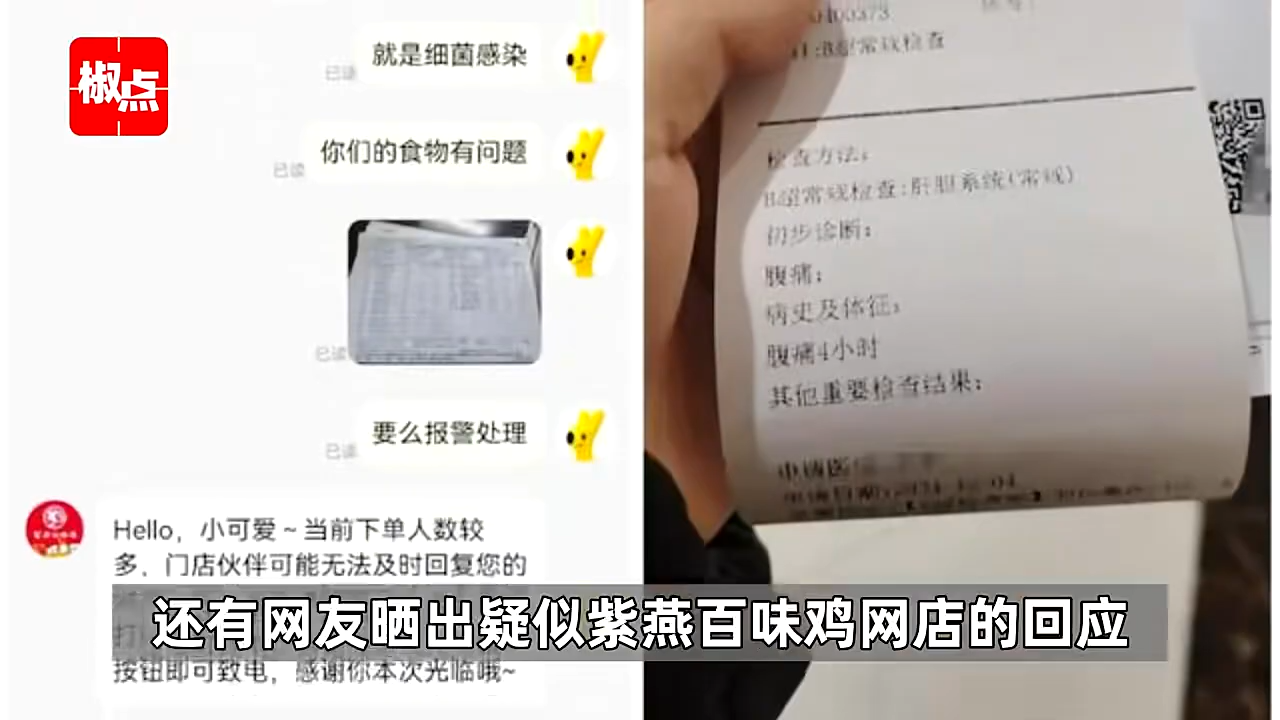 椒点
就是细菌感染
已读
你们的食物有问题
已读
已读
要么报警处理
已读
Hello，小可爱～当前下单人数较
多，门店伙伴可能无法及时回复您的
按钮即可致电，感谢你本次光临哦~
B超常规检查
检查方法：
B超常规检查:肝胆系统(常规)
初步诊断：
腹痛；
病史及体征：
腹痛4小时
其他重要检查结果：
还有网友晒出疑似紫燕百味鸡网店的回应